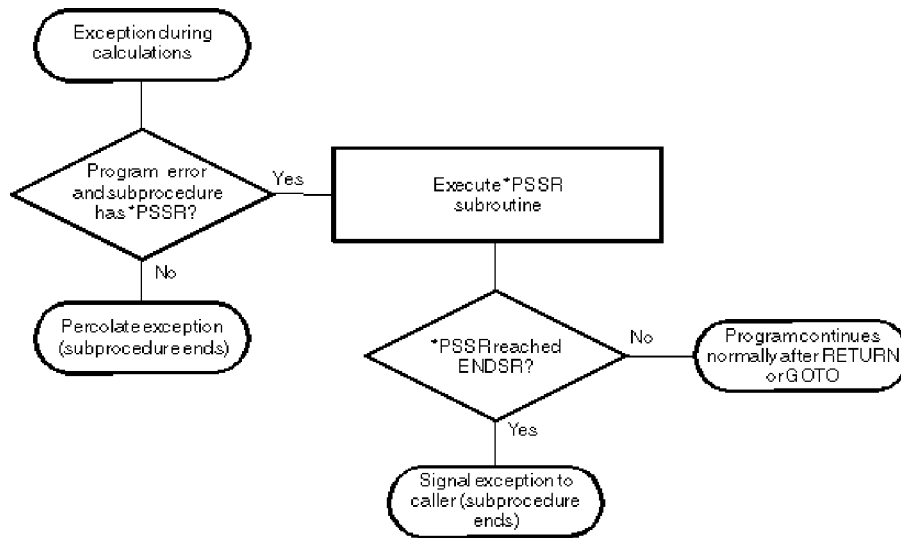 Exception during
calculations
Program error
and subprocedure
has *PSSR?
Yes
Execute *PSSR
subroutine
No
Percolate exception
(subprocedure ends)
*PSSR reached
ENDSR?
No
Program continues
normally after RETURN
or GOTO
Yes
Signal exception to
caller (subprocedure
ends)